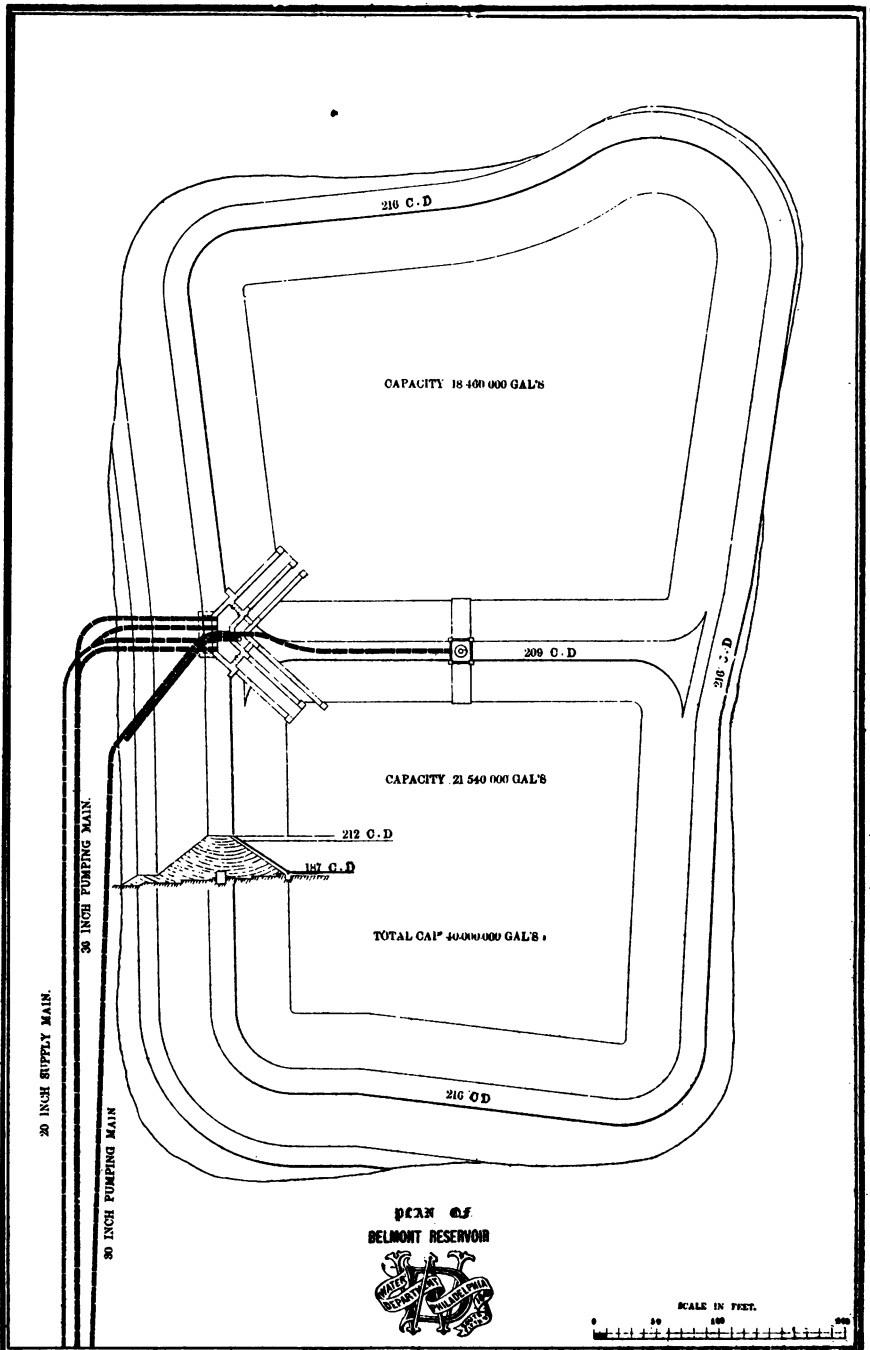 216 C.D
CAPACITY 18 460 000 GAL'S
209 C.D
216 C.D
CAPACITY 21 540 000 GAL'S
212 C.D
187 C.D
TOTAL CAP 40.000.000 GAL'S
36 INCH PUMPING MAIN.
20 INCH SUPPLY MAIN.
30 INCH PUMPING MAIN
216 C D
PLAN OF
BELMONT RESERVOIR
WATER
DEPARTMENT
PHILADELPHIA
SCALE IN FEET.
0 50 100 200